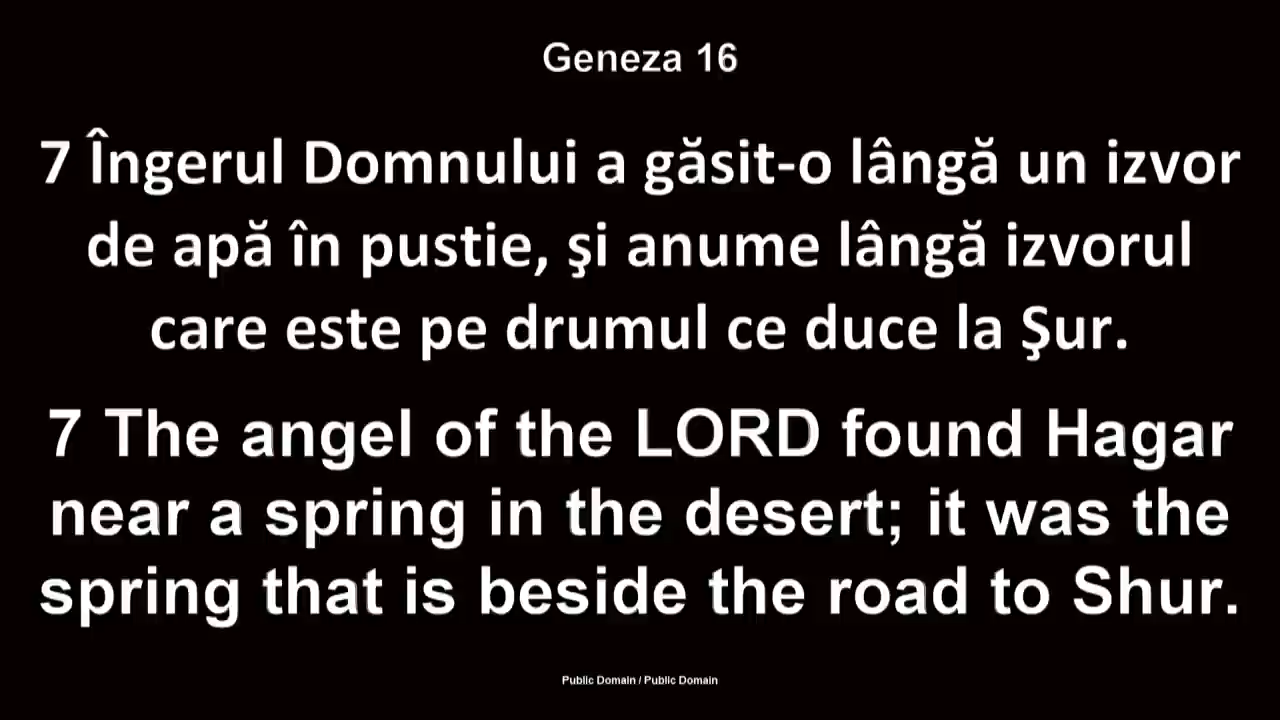 Geneza 16
7 Îngerul Domnului a găsit-o lângă un izvor
de apă în pustie, şi anume lângă izvorul
care este pe drumul ce duce la Şur.
7 The angel of the LORD found Hagar
near a spring in the desert; it was the
spring that is beside the road to Shur.
Public Domain / Public Domain